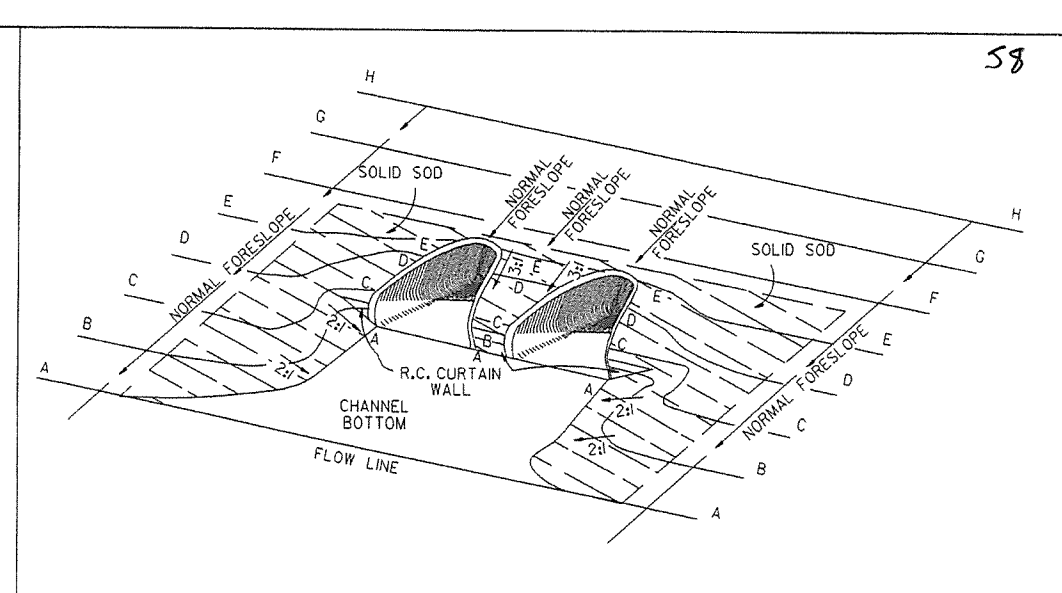 58
H
G
F
SOLID SOD
E
D
C
B
A
NORMAL FORESLOPE
NORMAL
FORESLOPE
NORMAL
FORESLOPE
NORMAL
FORESLOPE
SOLID SOD
H
G
F
E
D
C
B
A
NORMAL FORESLOPE
E
D
C
A
3:1
E
D
3:1
C
B
A
E
D
C
A
2:1
2:1
2:1
2:1
R.C. CURTAIN
WALL
CHANNEL
BOTTOM
FLOW LINE